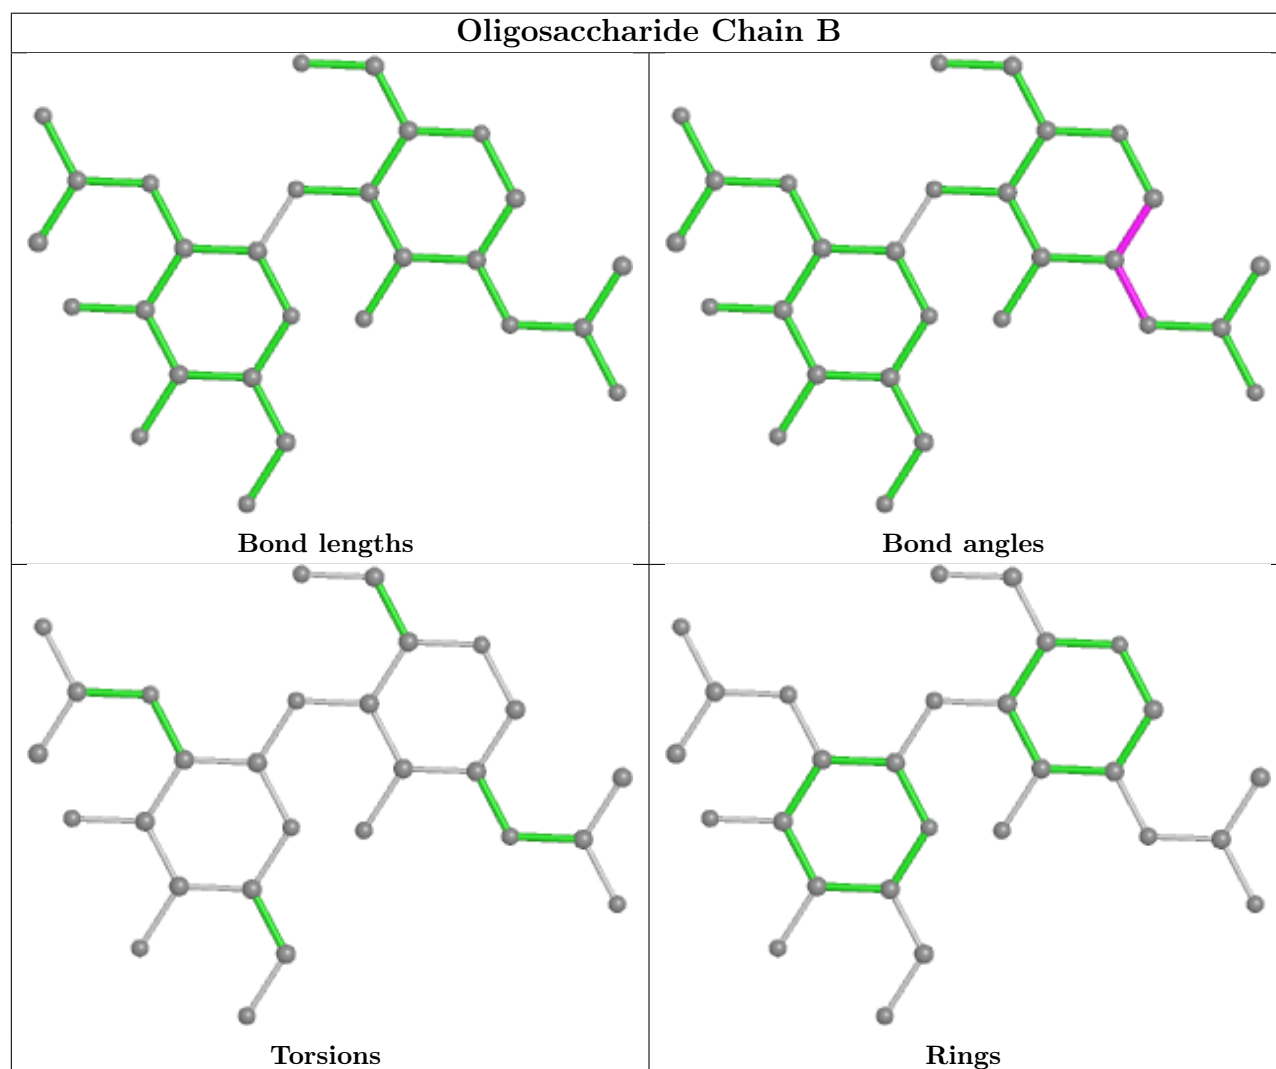 Oligosaccharide Chain B
Bond lengths
Bond angles
Torsions
Rings